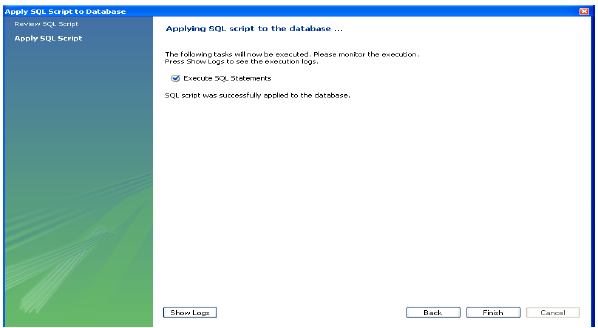 Apply SQL Script to Database
Review SQL Script
Apply SQL Script
Applying SQL script to the database ...
The following tasks will now be executed. Please monitor the execution.
Press Show Logs to see the execution logs.
Execute SQL Statements
SQL script was successfully applied to the database.
Show Logs
Back
Finish
Cancel